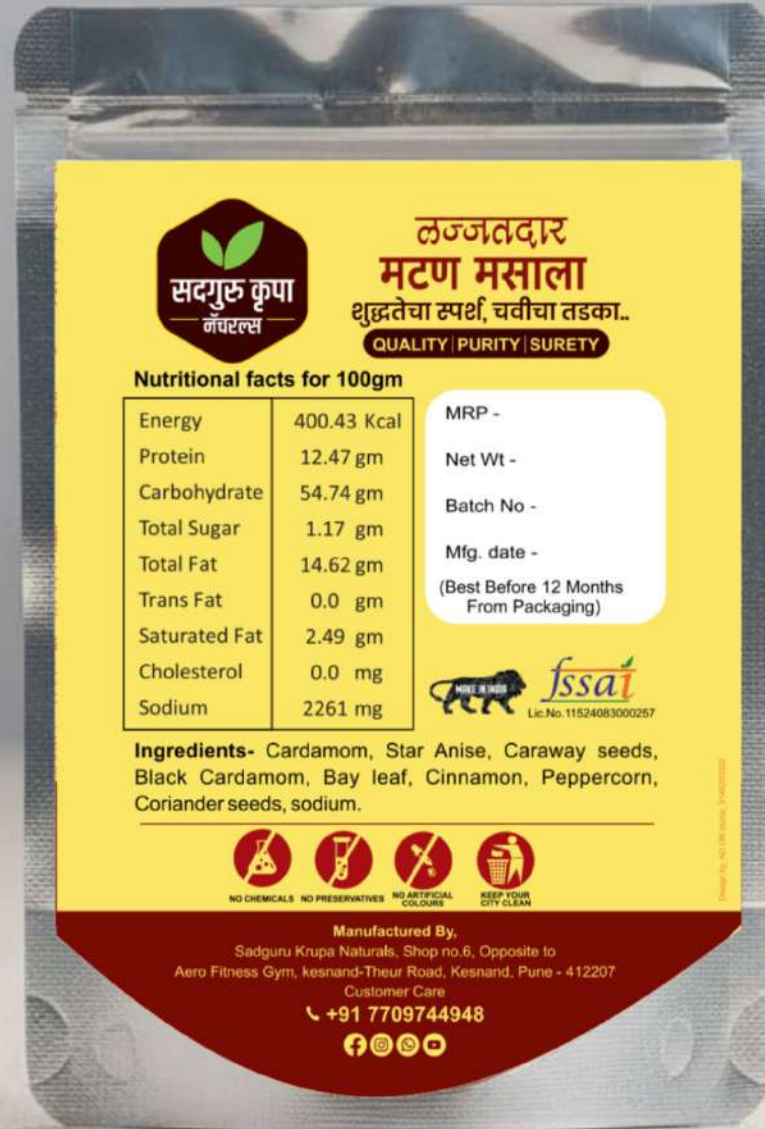 सदगुरु कृपा
नॅचरल्स
लज्जतदार
मटण मसाला
शुद्धतेचा स्पर्श, चवीचा तडका..
QUALITY | PURITY | SURETY
Nutritional facts for 100gm
Energy 400.43 Kcal
Protein 12.47 gm
Carbohydrate 54.74 gm
Total Sugar 1.17 gm
Total Fat 14.62 gm
Trans Fat 0.0 gm
Saturated Fat 2.49 gm
Cholesterol 0.0 mg
Sodium 2261 mg
MRP -
Net Wt -
Batch No -
Mfg. date -
(Best Before 12 Months
From Packaging)
MAKE IN INDIA
fssai
Lic.No.11524083000257
Ingredients- Cardamom, Star Anise, Caraway seeds,
Black Cardamom, Bay leaf, Cinnamon, Peppercorn,
Coriander seeds, sodium.
NO CHEMICALS
NO PRESERVATIVES
NO ARTIFICIAL
COLOURS
KEEP YOUR
CITY CLEAN
Manufactured By,
Sadguru Krupa Naturals, Shop no.6, Opposite to
Aero Fitness Gym, kesnand-Theur Road, Kesnand. Pune - 412207
Customer Care
+91 7709744948